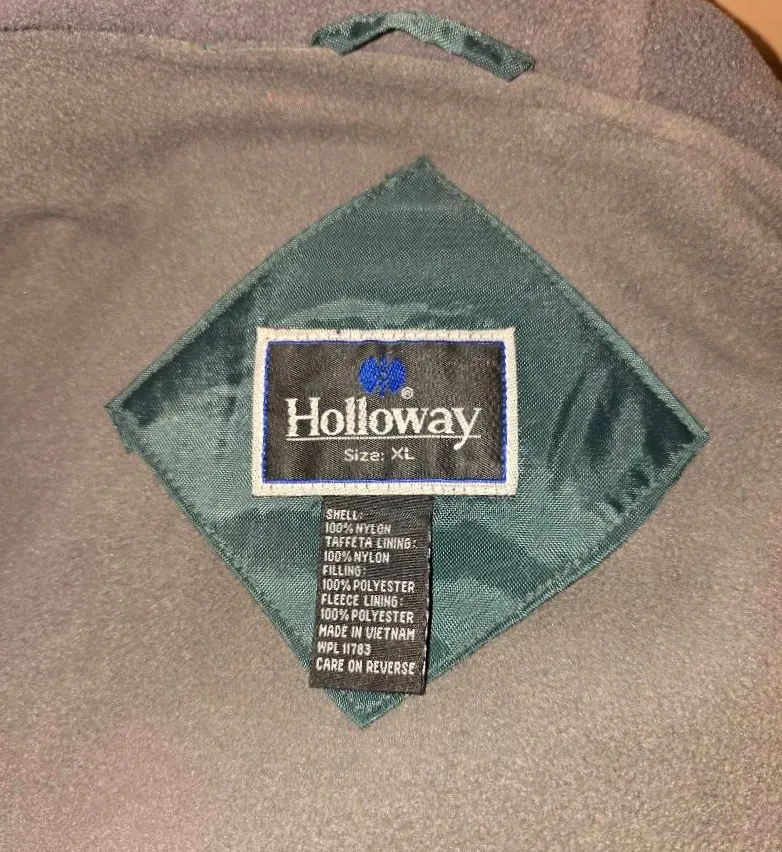 ®
Holloway
Size: XL
SHELL:
100% NYLON
TAFFETA LINING:
100% NYLON
FILLING:
100% POLYESTER
FLEECE LINING:
100% POLYESTER
MADE IN VIETNAM
WPL 11783
CARE ON REVERSE